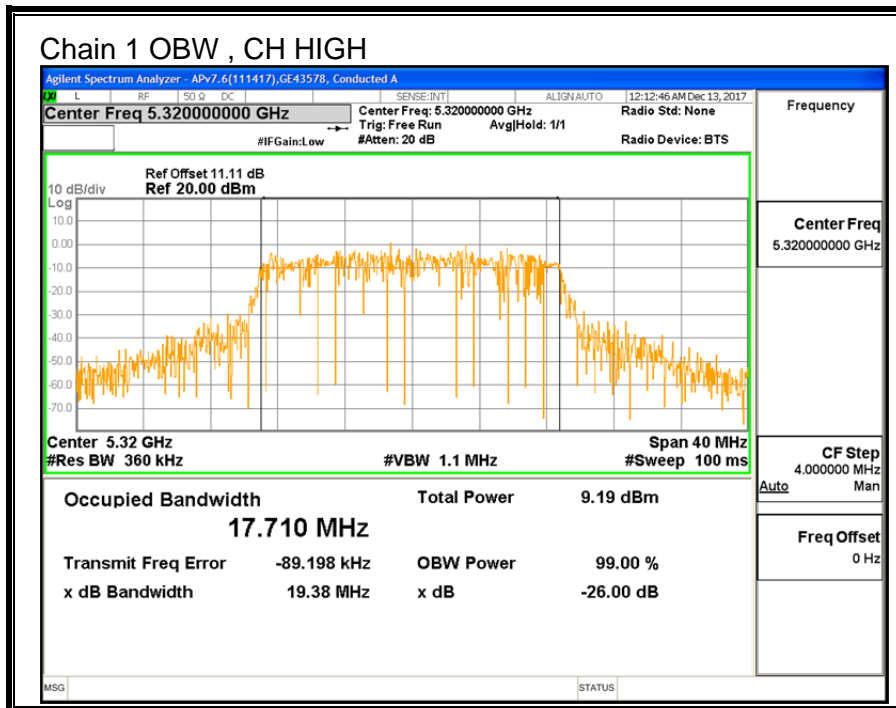 Chain 1 OBW , CH HIGH
Agilent Spectrum Analyzer - APv7.6(111417),GE43578, Conducted A
LXI L RF 50 Ω DC SENSE:INT ALIGNAUTO 12:12:46 AM Dec 13, 2017
Center Freq 5.320000000 GHz
Center Freq: 5.320000000 GHz
Radio Std: None
Trig: Free Run Avg|Hold: 1/1
#IFGain:Low #Atten: 20 dB Radio Device: BTS
Ref Offset 11.11 dB
10 dB/div Ref 20.00 dBm
Log
10.0
0.00
-10.0
-20.0
-30.0
-40.0
-50.0
-60.0
-70.0
Center 5.32 GHz Span 40 MHz
#Res BW 360 kHz #VBW 1.1 MHz #Sweep 100 ms
Occupied Bandwidth Total Power 9.19 dBm
17.710 MHz
Transmit Freq Error -89.198 kHz OBW Power 99.00 %
x dB Bandwidth 19.38 MHz x dB -26.00 dB
MSG STATUS
Frequency
Center Freq
5.320000000 GHz
CF Step
4.000000 MHz
Auto Man
Freq Offset
0 Hz